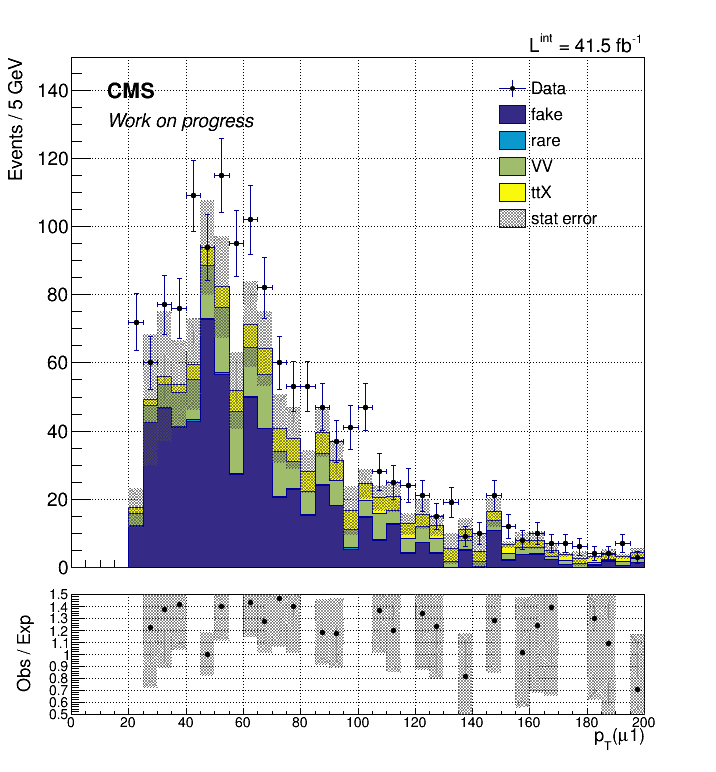 L^int = 41.5 fb^-1
Events / 5 GeV
CMS
Work on progress
Data
fake
rare
VV
ttX
stat error
140
120
100
80
60
40
20
0
Obs / Exp
1.5
1.4
1.3
1.2
1.1
1
0.9
0.8
0.7
0.6
0.5
0 20 40 60 80 100 120 140 160 180 200
p_T(μ1)